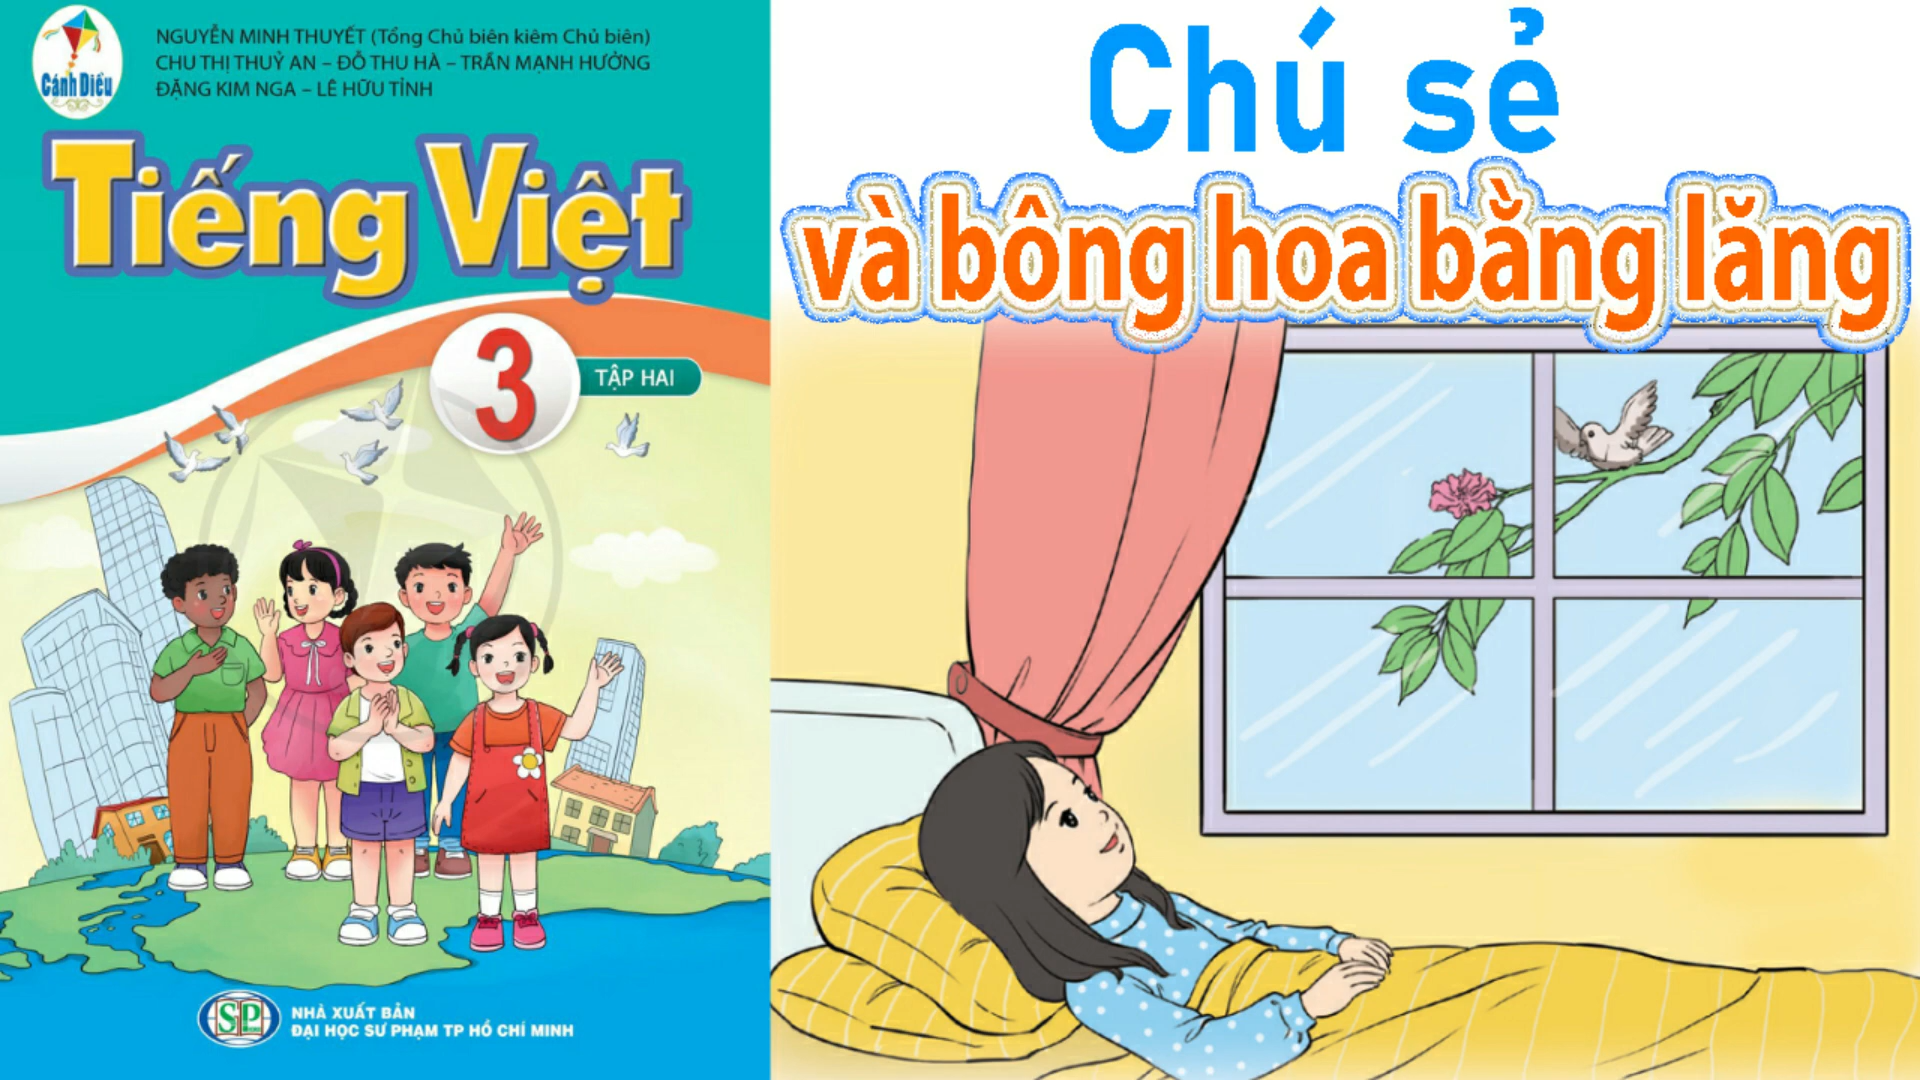 Cánh Diều
NGUYỄN MINH THUYẾT (Tổng Chủ biên kiêm Chủ biên)
CHU THỊ THUỶ AN – ĐỖ THU HÀ – TRẦN MẠNH HƯỞNG
ĐẶNG KIM NGA – LÊ HỮU TỈNH
Tiếng Việt
3
TẬP HAI
SP
NHÀ XUẤT BẢN
ĐẠI HỌC SƯ PHẠM TP HỒ CHÍ MINH
Chú sẻ
và bông hoa bằng lăng